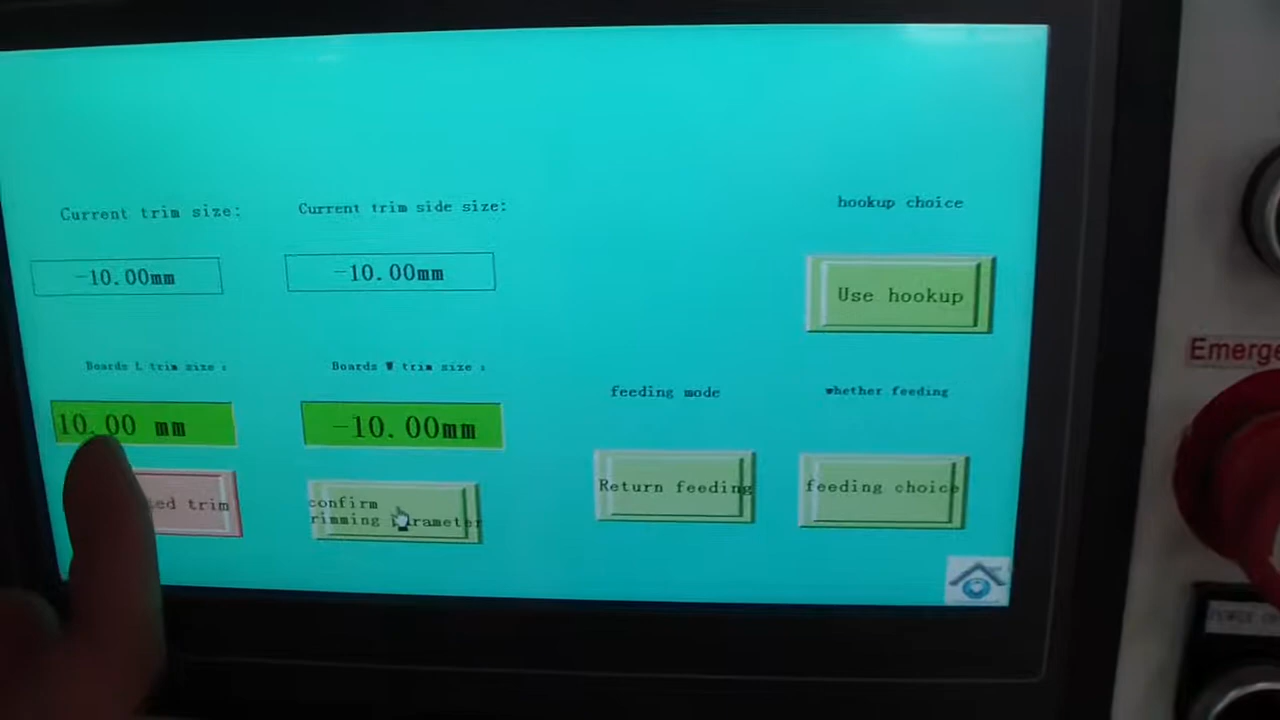 Current trim size:
Current trim side size:
hookup choice
-10.00mm
-10.00mm
Use hookup
Boards L trim size :
Boards W trim size :
feeding mode
whether feeding
10.00 mm
-10.00mm
ed trim
confirm
rimming arameter
Return feeding
feeding choice
Emerge